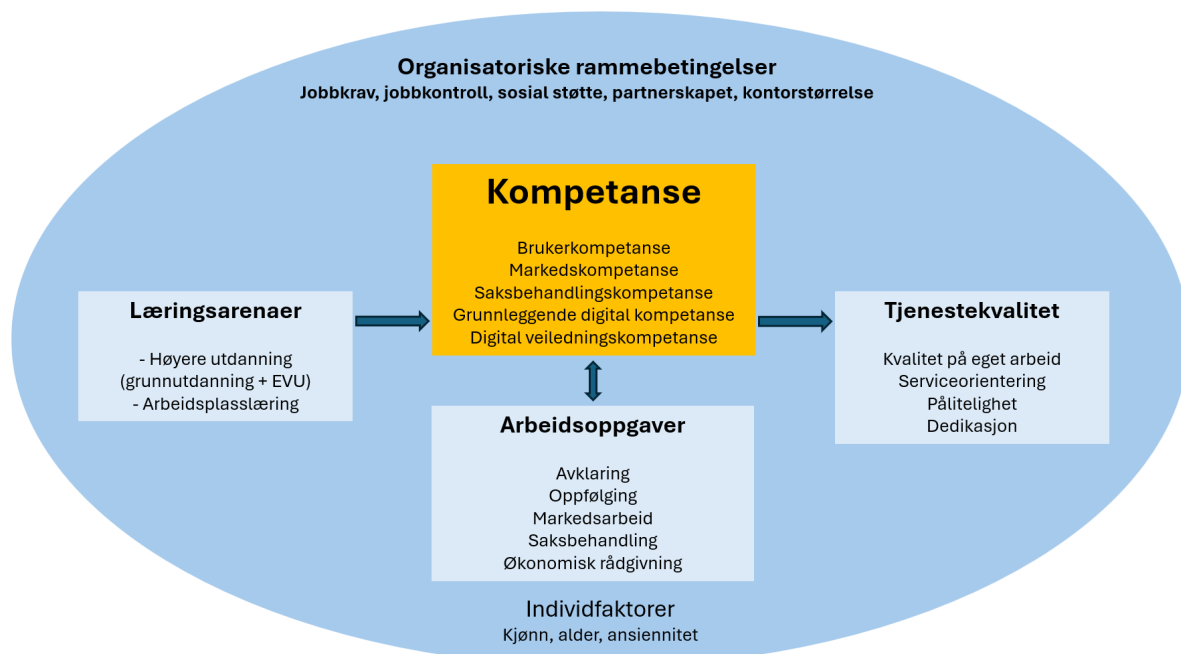 Organisatoriske rammebetingelser
Jobbkrav, jobbkontroll, sosial støtte, partnerskapet, kontorstørrelse
Kompetanse
Brukerkompetanse
Markedskompetanse
Saksbehandlingskompetanse
Grunnleggende digital kompetanse
Digital veiledningskompetanse
Læringsarenaer
- Høyere utdanning
(grunnutdanning + EVU)
- Arbeidsplasslæring
Tjenestekvalitet
Kvalitet på eget arbeid
Serviceorientering
Pålitelighet
Dedikasjon
Arbeidsoppgaver
Avklaring
Oppfølging
Markedsarbeid
Saksbehandling
Økonomisk rådgivning
Individfaktorer
Kjønn, alder, ansiennitet